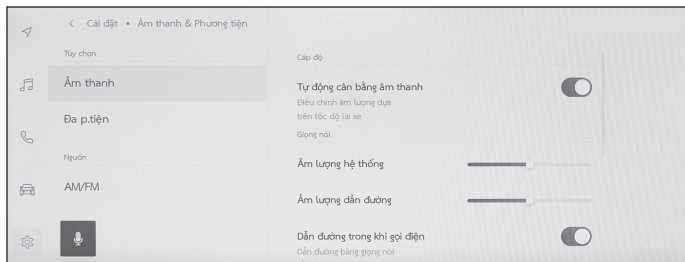 Cài đặt • Âm thanh & Phương tiện
Tùy chọn
Âm thanh
Đa p.tiện
Nguồn
AM/FM
Cấp độ
Tự động cân bằng âm thanh
Điều chỉnh âm lượng dựa
trên tốc độ lái xe
Giọng nói
Âm lượng hệ thống
Âm lượng dẫn đường
Dẫn đường trong khi gọi điện
Dẫn đường bằng giọng nói